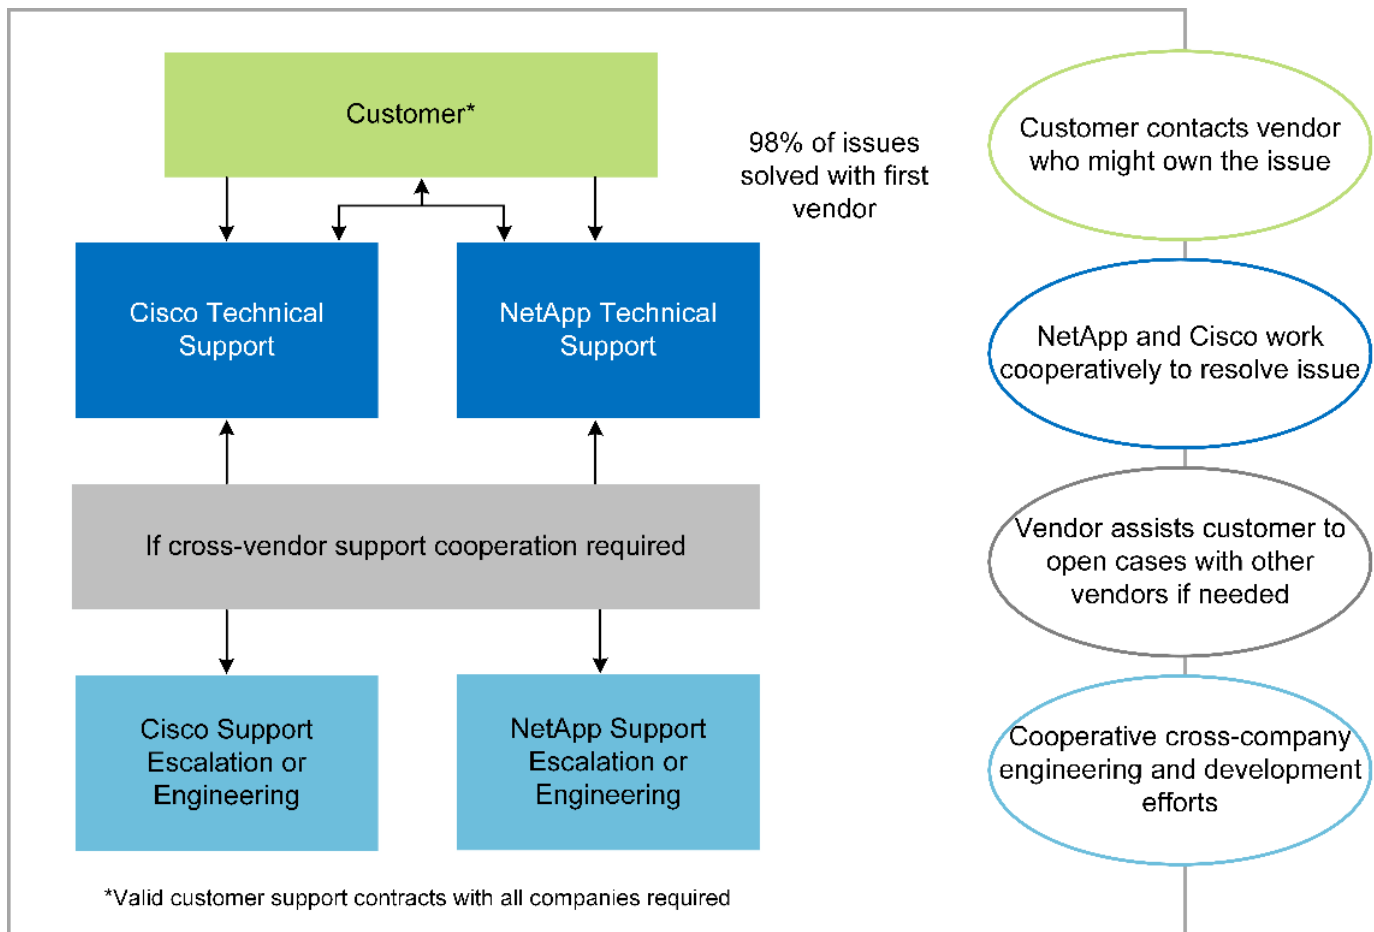 Customer*
98% of issues
solved with first
vendor
Customer contacts vendor
who might own the issue
Cisco Technical
Support
NetApp Technical
Support
NetApp and Cisco work
cooperatively to resolve issue
If cross-vendor support cooperation required
Vendor assists customer to
open cases with other
vendors if needed
Cisco Support
Escalation or
Engineering
NetApp Support
Escalation or
Engineering
Cooperative cross-company
engineering and development
efforts
*Valid customer support contracts with all companies required